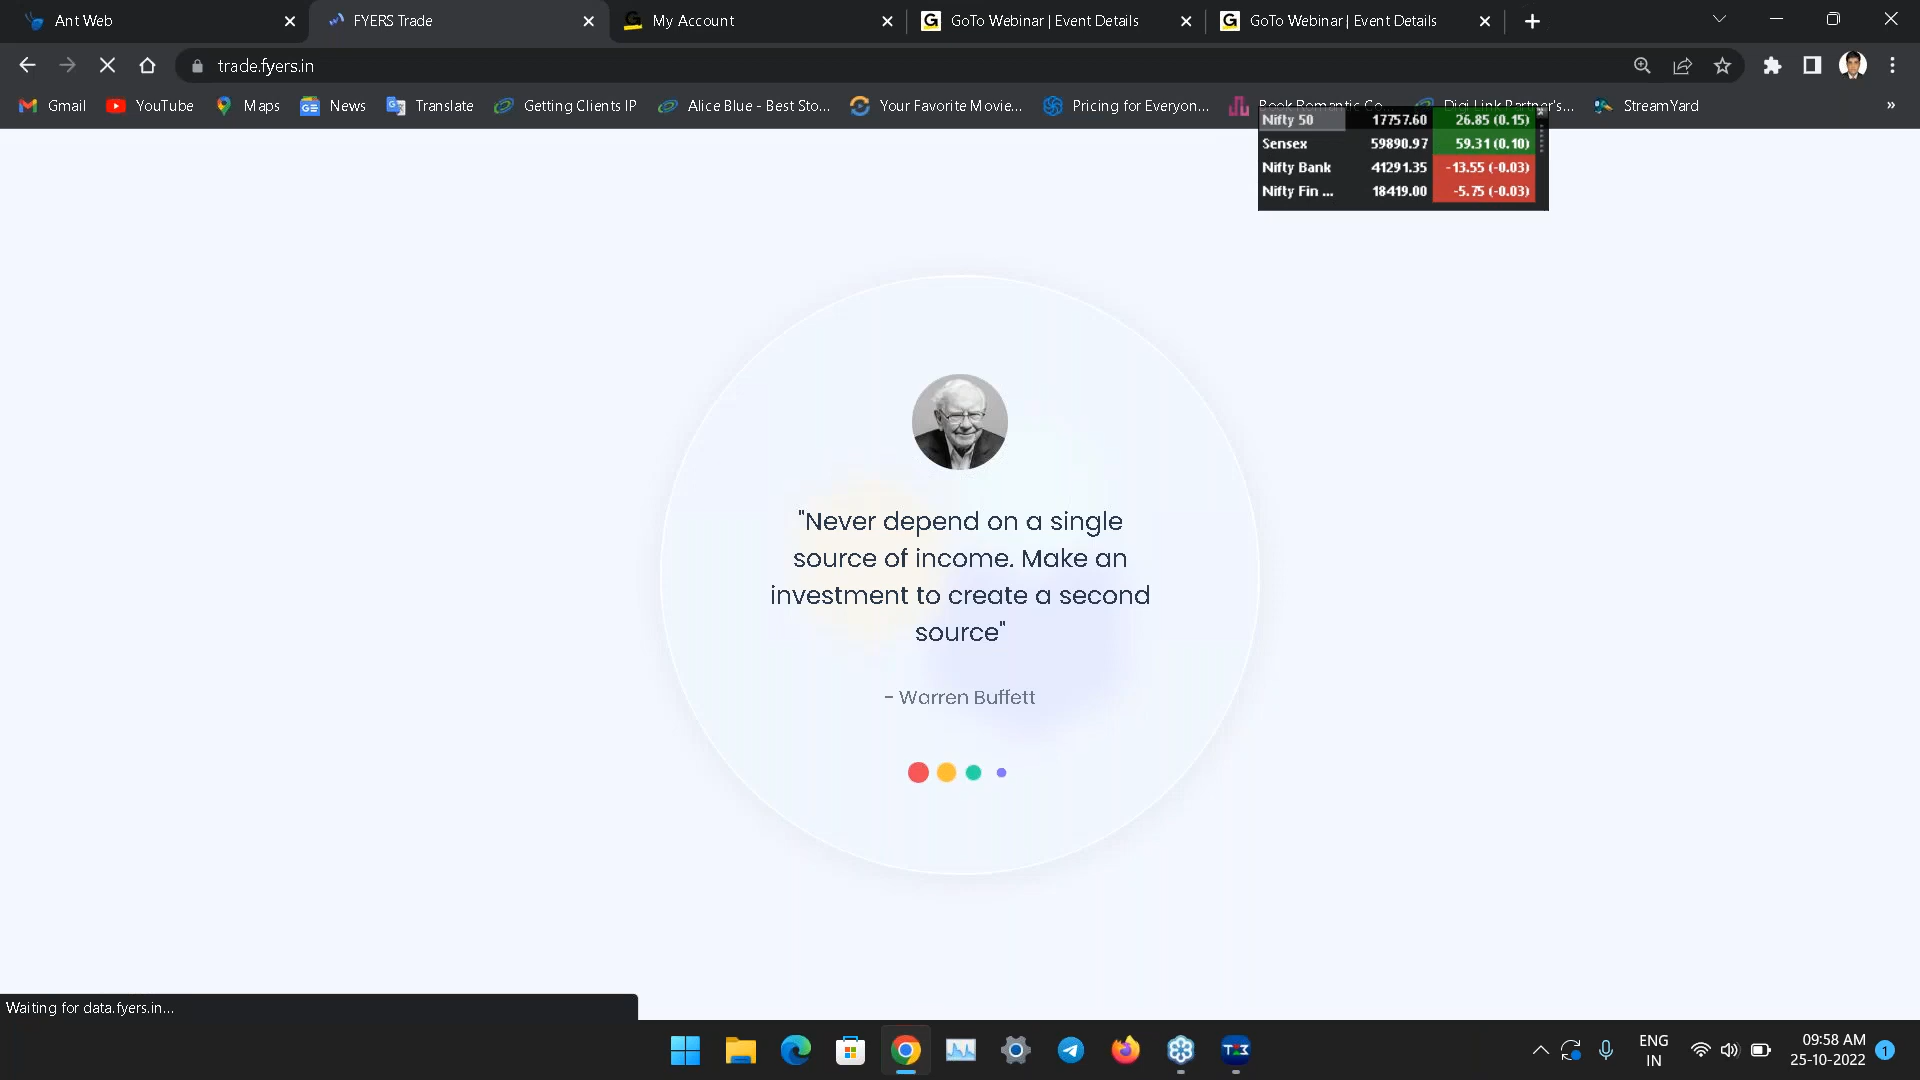 Ant Web
FYERS Trade
My Account
GoTo Webinar | Event Details
GoTo Webinar | Event Details
trade.fyers.in
Gmail
YouTube
Maps
News
Translate
Getting Clients IP
Alice Blue - Best Sto...
Your Favorite Movie...
Pricing for Everyon...
StreamYard
»
Nifty 50 17757.60 26.85 (0.15)
Sensex 59890.97 59.31 (0.10)
Nifty Bank 41291.35 -13.55 (-0.03)
Nifty Fin ... 18419.00 -5.75 (-0.03)
"Never depend on a single
source of income. Make an
investment to create a second
source"
- Warren Buffett
Waiting for data.fyers.in...
ENG
IN
09:58 AM
25-10-2022
1